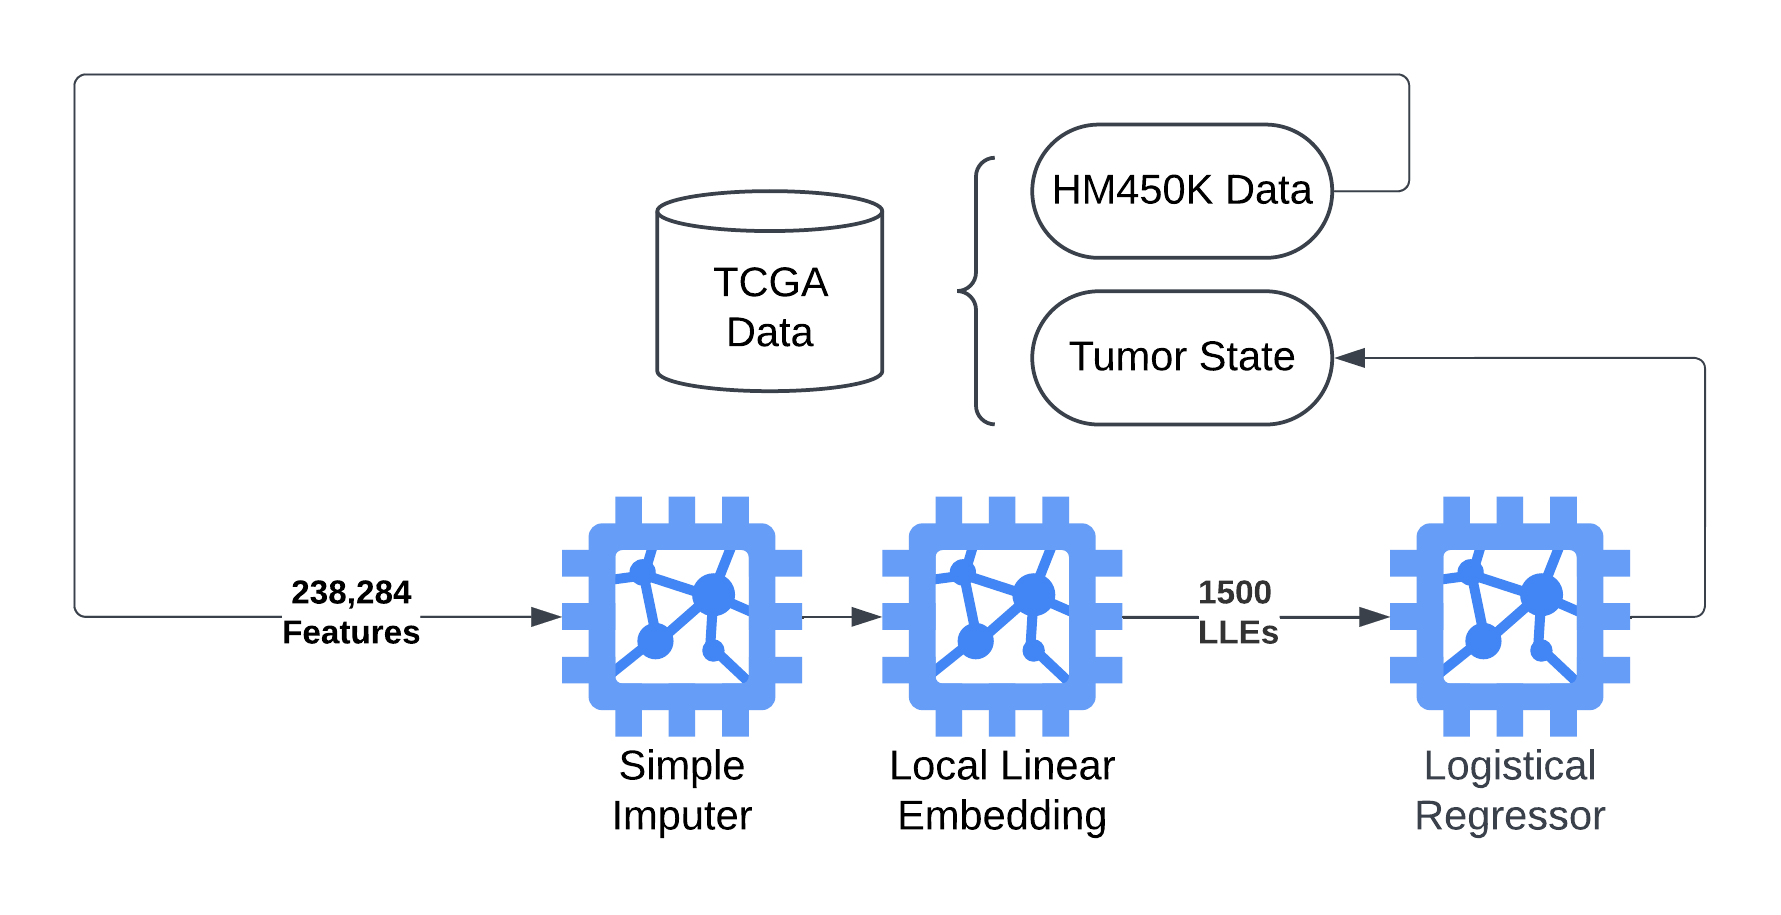 HM450K Data
TCGA
Data
Tumor State
238,284
Features
1500
LLEs
Simple
Imputer
Local Linear
Embedding
Logistical
Regressor